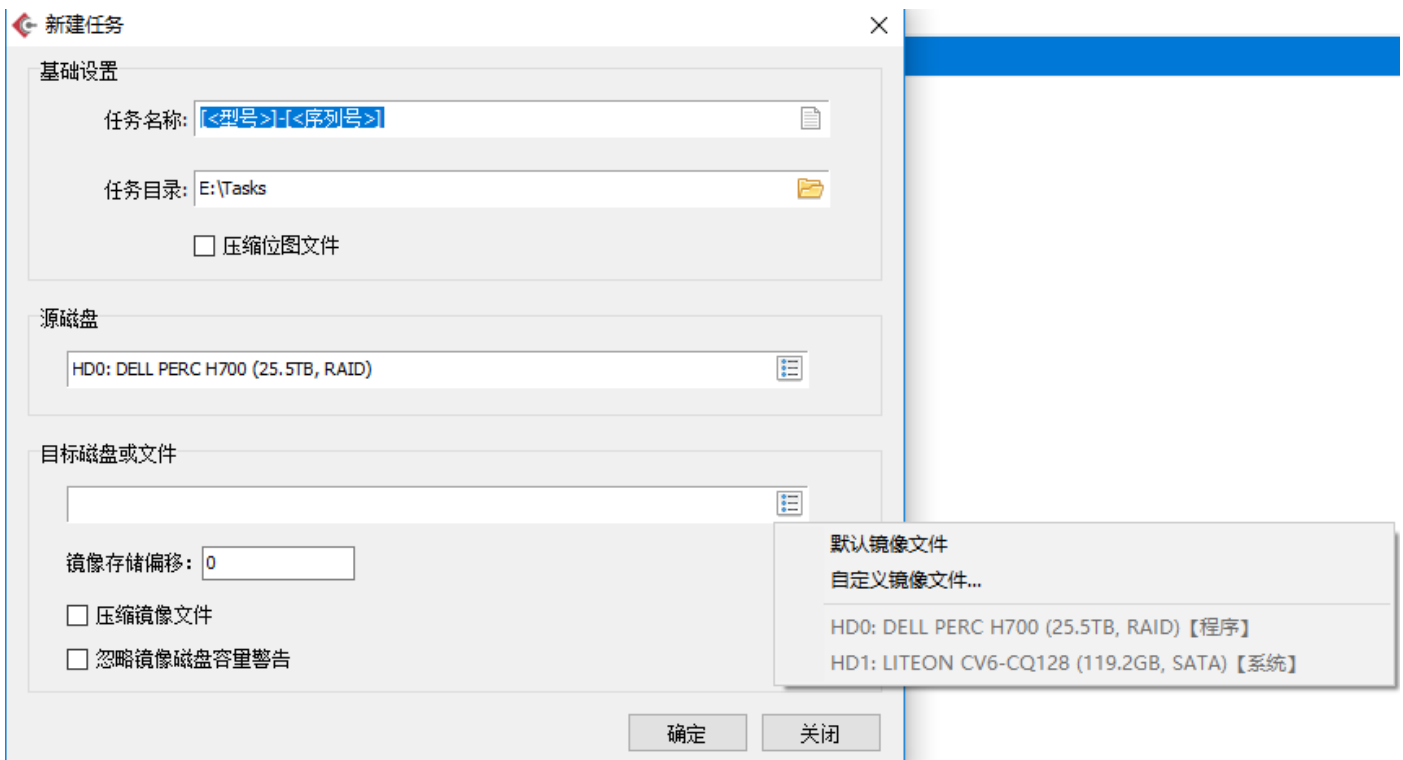 新建任务
基础设置
任务名称: [<型号>]-[<序列号>]
任务目录: E:\Tasks
压缩位图文件
源磁盘
HD0: DELL PERC H700 (25.5TB, RAID)
目标磁盘或文件
默认镜像文件
镜像存储偏移: 0
自定义镜像文件...
压缩镜像文件
HD0: DELL PERC H700 (25.5TB, RAID)【程序】
忽略镜像磁盘容量警告
HD1: LITEON CV6-CQ128 (119.2GB, SATA)【系统】
确定 关闭